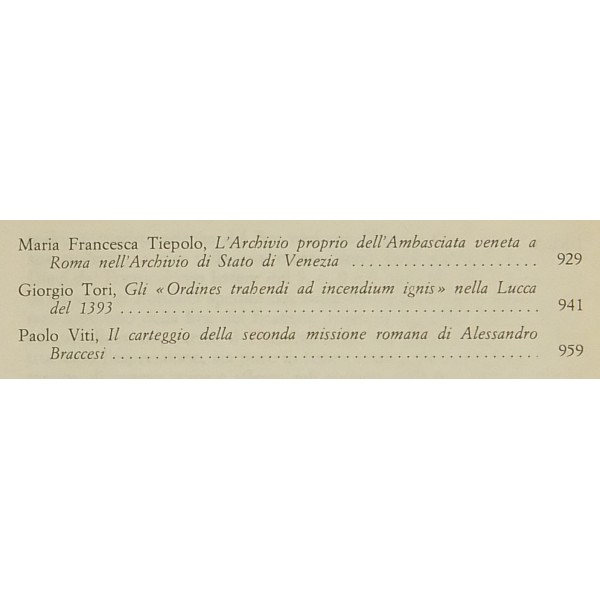 Maria Francesca Tiepolo, L'Archivio proprio dell'Ambasciata veneta a
Roma nell'Archivio di Stato di Venezia ...................... 929
Giorgio Tori, Gli «Ordines trahendi ad incendium ignis» nella Lucca
del 1393 .................................................. 941
Paolo Viti, Il carteggio della seconda missione romana di Alessandro
Braccesi .................................................. 959